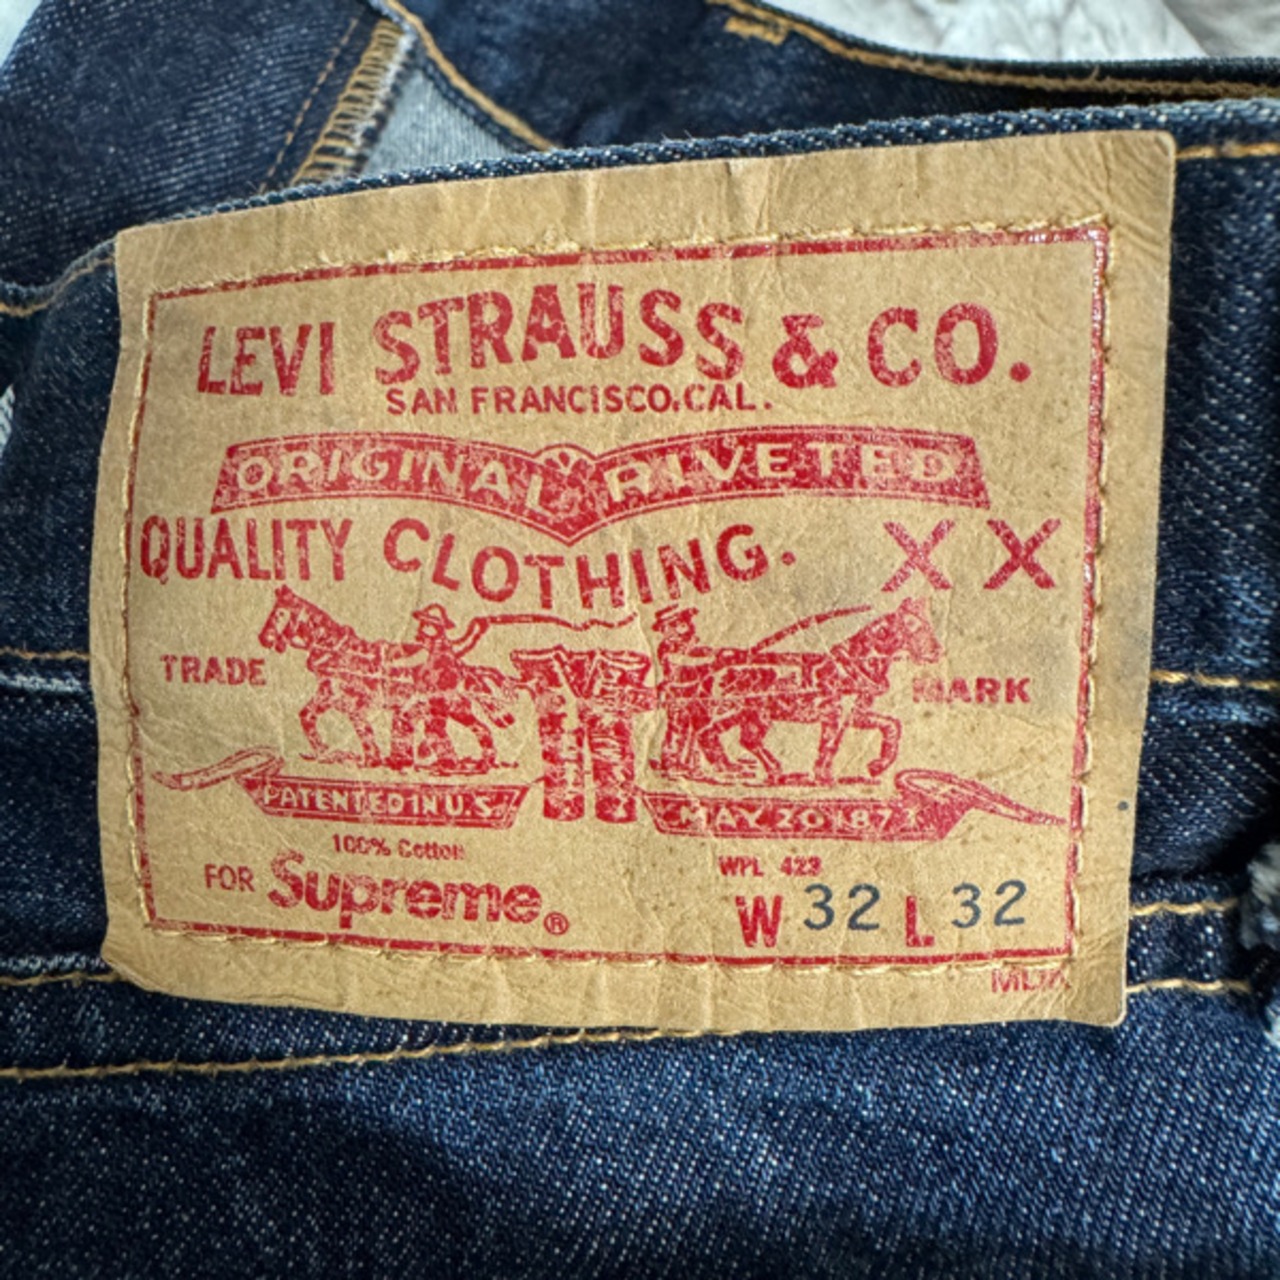 LEVI STRAUSS & CO.
SAN FRANCISCO, CAL.
ORIGINAL RIVETED
QUALITY CLOTHING. XX
TRADE MARK
PATENTED IN U.S. MAY 20 1873
100% Cotton WPL 423
FOR Supreme® W 32 L 32